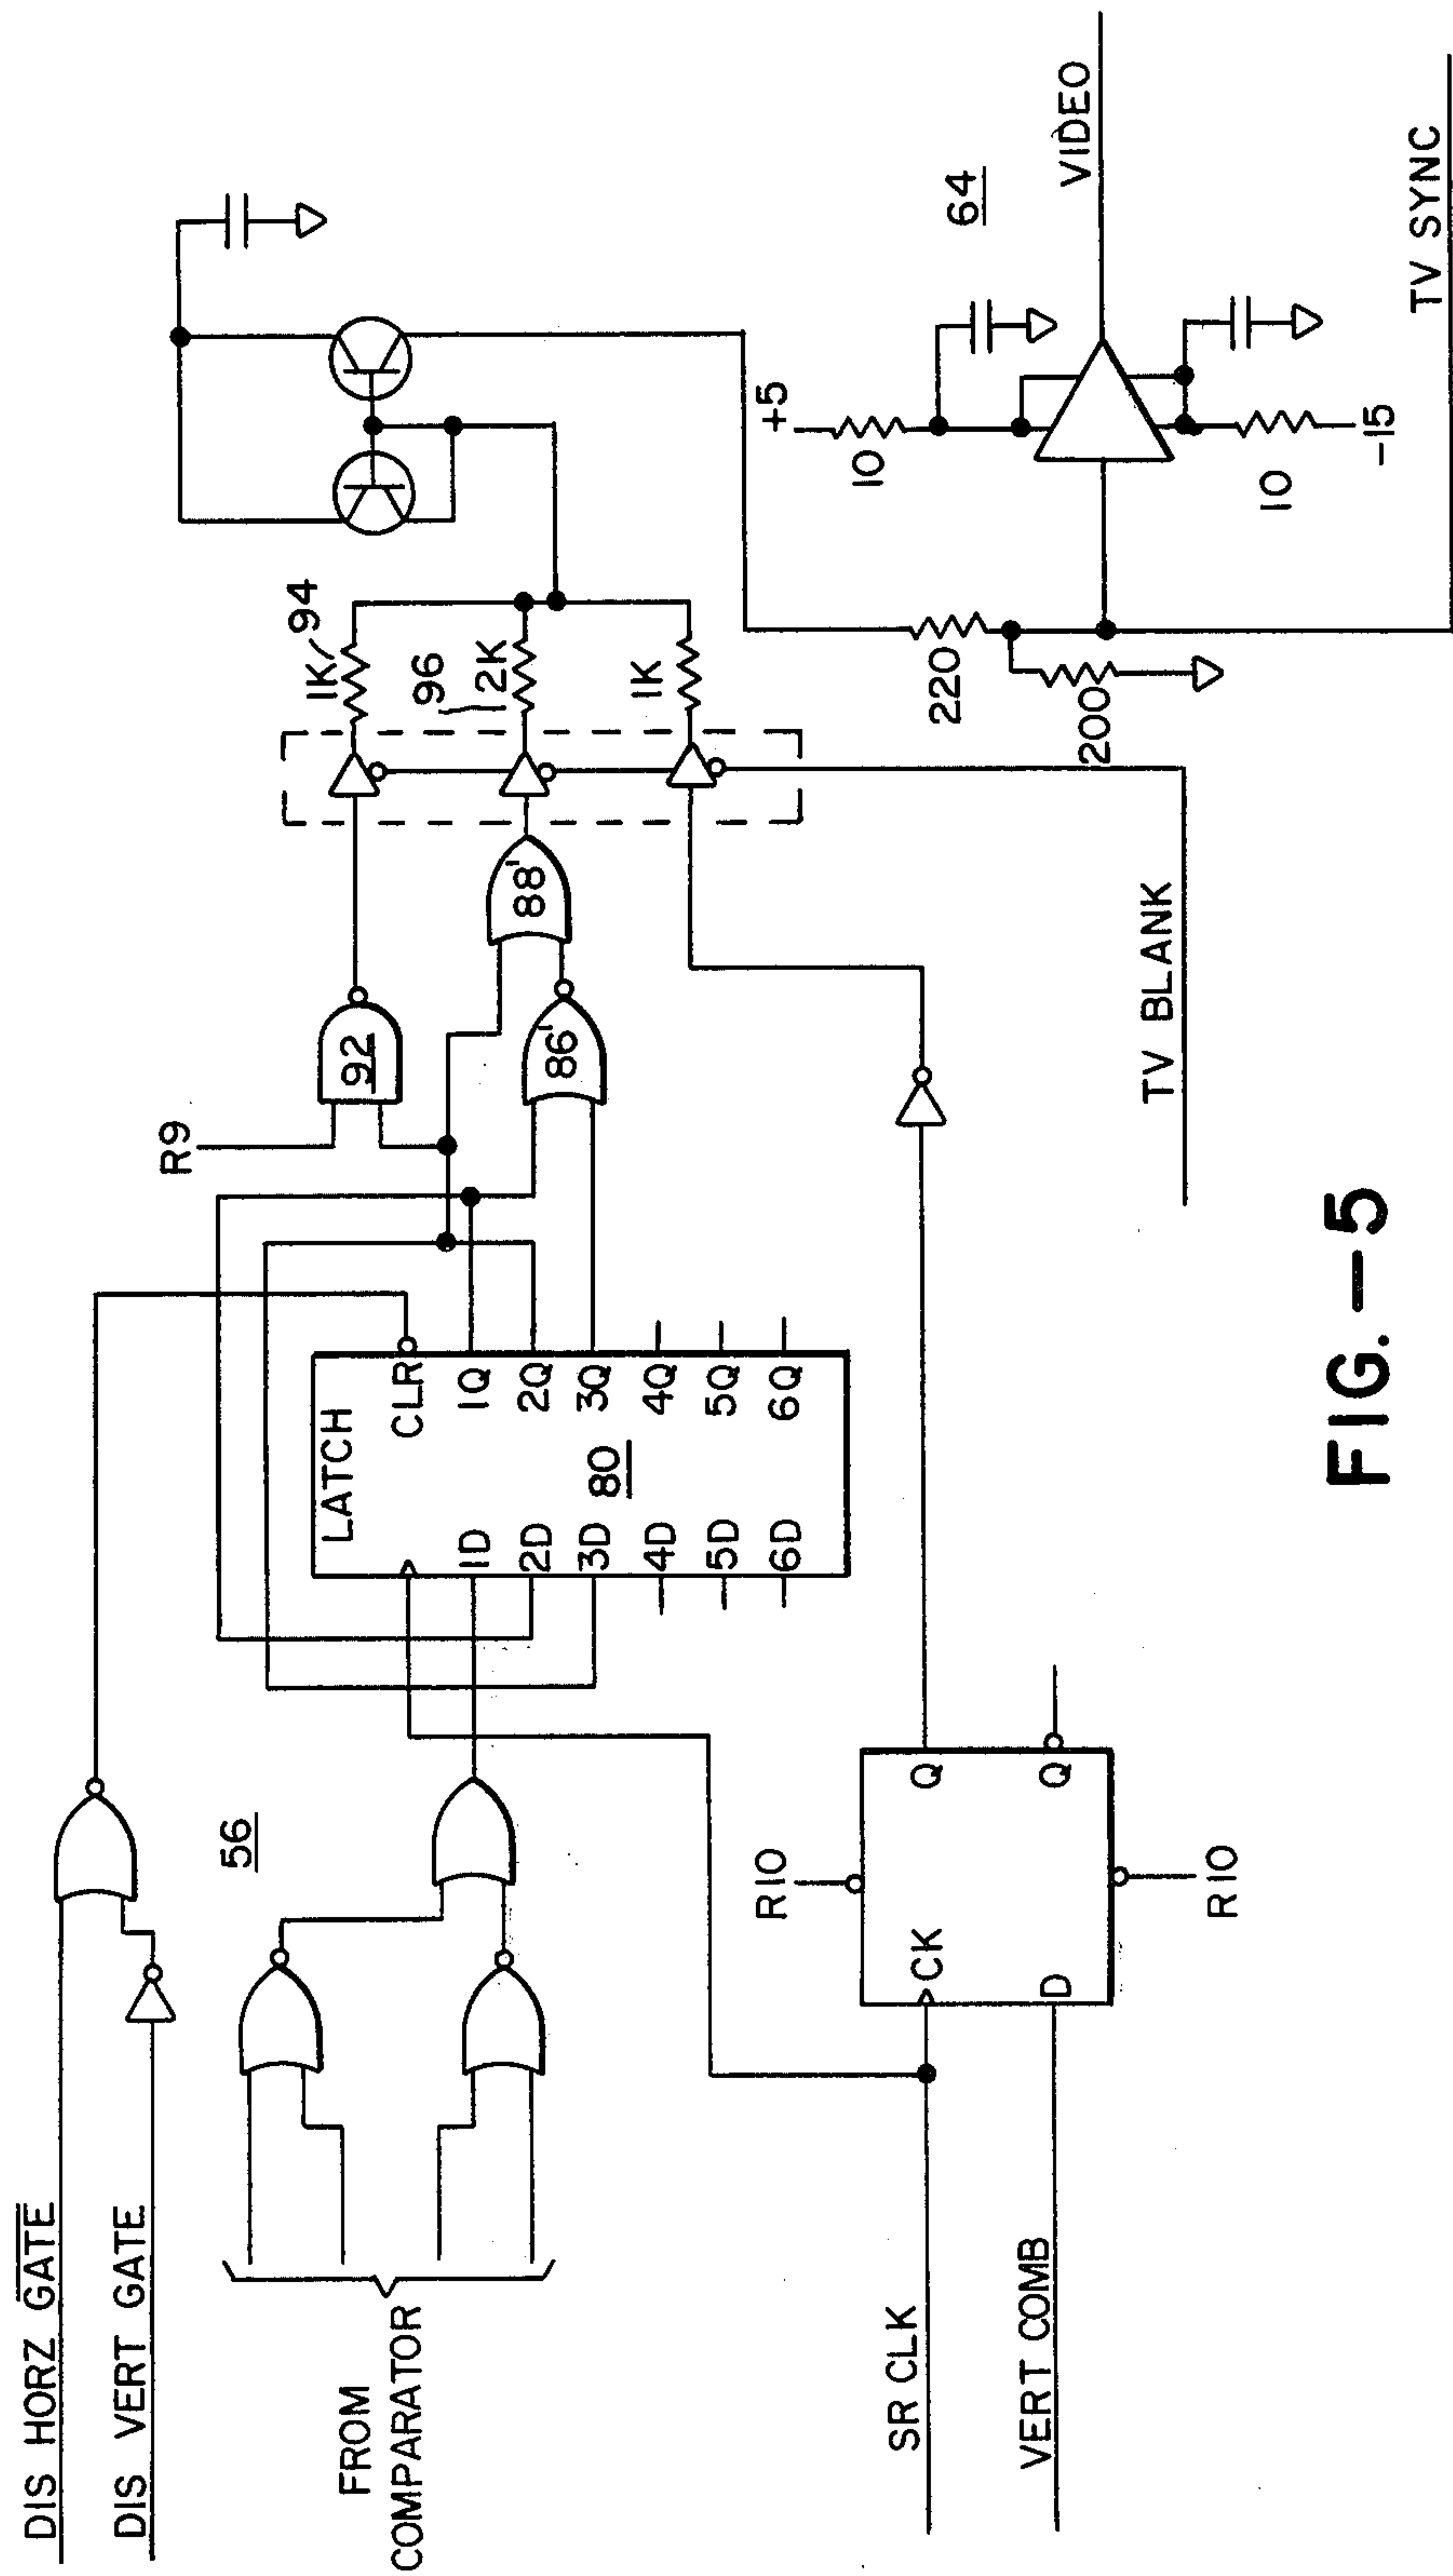 DIS HORZ GATE
DIS VERT GATE
56
FROM
COMPARATOR
SR CLK
VERT COMB
R10
CK
D
Q
Q
R10
LATCH
CLR
1D
2D
3D
4D
5D
6D
80
1Q
2Q
3Q
4Q
5Q
6Q
R9
92
86'
88'
1K
94
96
2K
1K
TV BLANK
220
200
+5
10
10
-15
64
VIDEO
TV SYNC
FIG.-5